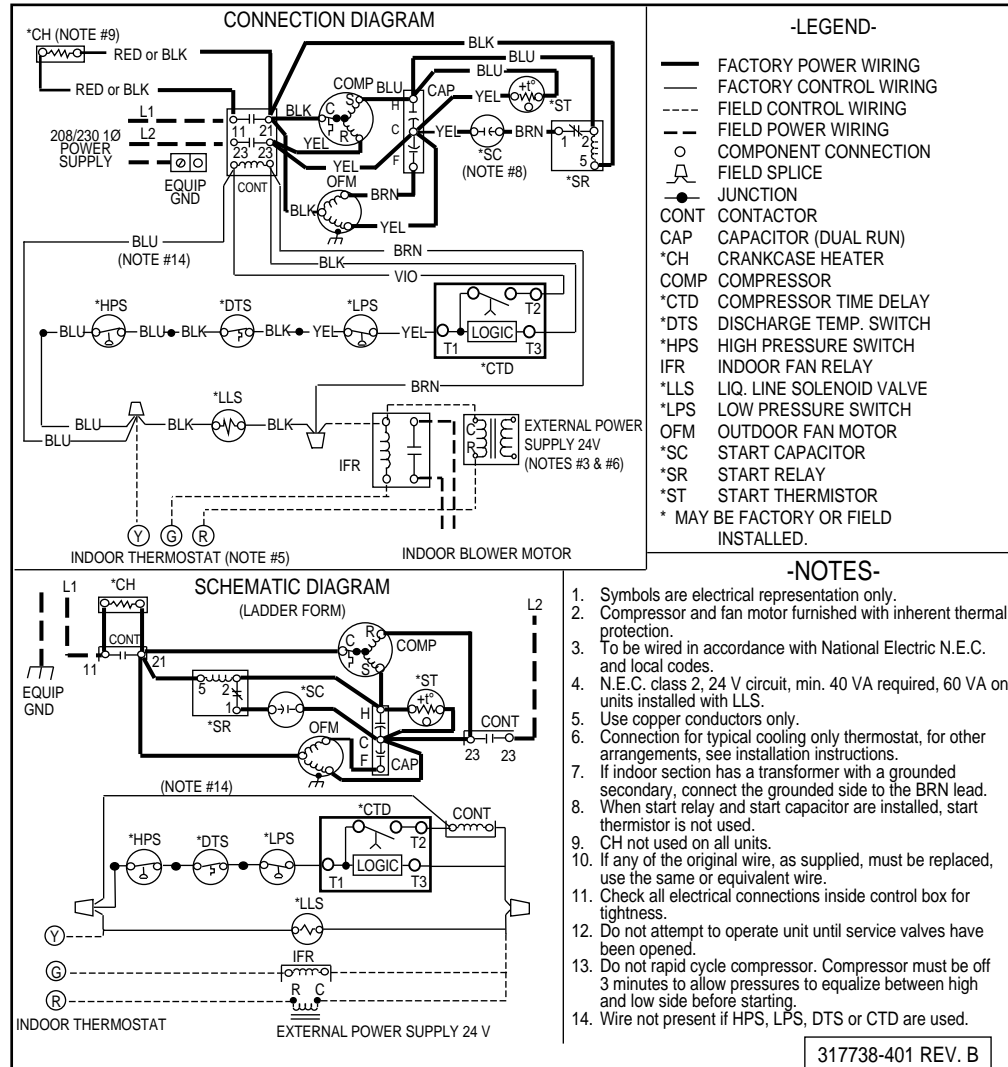 CONNECTION DIAGRAM
*CH (NOTE #9)
RED or BLK
RED or BLK
L1
L2
208/230 1Ø
POWER
SUPPLY
EQUIP
GND
11 21
23 23
CONT
BLK
YEL
YEL
BLK
COMP
C
S
R
OFM
BRN
YEL
BLU
CAP
H
C
F
BLK
BLU
BLU
YEL
+t°
*ST
YEL
*SC
(NOTE #8)
BRN
1 2
5
*SR
BLU
(NOTE #14)
BRN
BLK
VIO
*HPS
*DTS
*LPS
BLU
BLU
BLK
BLK
YEL
YEL
T2
LOGIC
T1
T3
*CTD
BRN
*LLS
BLU
BLU
BLK
BLK
IFR
C
R
EXTERNAL POWER
SUPPLY 24V
(NOTES #3 & #6)
Y G R
INDOOR THERMOSTAT (NOTE #5)
INDOOR BLOWER MOTOR
-LEGEND-
FACTORY POWER WIRING
FACTORY CONTROL WIRING
FIELD CONTROL WIRING
FIELD POWER WIRING
COMPONENT CONNECTION
FIELD SPLICE
JUNCTION
CONT CONTACTOR
CAP CAPACITOR (DUAL RUN)
*CH CRANKCASE HEATER
COMP COMPRESSOR
*CTD COMPRESSOR TIME DELAY
*DTS DISCHARGE TEMP. SWITCH
*HPS HIGH PRESSURE SWITCH
IFR INDOOR FAN RELAY
*LLS LIQ. LINE SOLENOID VALVE
*LPS LOW PRESSURE SWITCH
OFM OUTDOOR FAN MOTOR
*SC START CAPACITOR
*SR START RELAY
*ST START THERMISTOR
* MAY BE FACTORY OR FIELD
INSTALLED.
SCHEMATIC DIAGRAM
(LADDER FORM)
L1
*CH
CONT
11
21
EQUIP
GND
5 2
1
*SR
*SC
R
C
S
COMP
*ST
+t°
OFM
H
C
F
CAP
CONT
23 23
L2
(NOTE #14)
*HPS
*DTS
*LPS
*CTD
T2
LOGIC
T1
T3
CONT
*LLS
Y
IFR
G
R C
R
INDOOR THERMOSTAT
EXTERNAL POWER SUPPLY 24 V
-NOTES-
1. Symbols are electrical representation only.
2. Compressor and fan motor furnished with inherent thermal
protection.
3. To be wired in accordance with National Electric N.E.C.
and local codes.
4. N.E.C. class 2, 24 V circuit, min. 40 VA required, 60 VA on
units installed with LLS.
5. Use copper conductors only.
6. Connection for typical cooling only thermostat, for other
arrangements, see installation instructions.
7. If indoor section has a transformer with a grounded
secondary, connect the grounded side to the BRN lead.
8. When start relay and start capacitor are installed, start
thermistor is not used.
9. CH not used on all units.
10. If any of the original wire, as supplied, must be replaced,
use the same or equivalent wire.
11. Check all electrical connections inside control box for
tightness.
12. Do not attempt to operate unit until service valves have
been opened.
13. Do not rapid cycle compressor. Compressor must be off
3 minutes to allow pressures to equalize between high
and low side before starting.
14. Wire not present if HPS, LPS, DTS or CTD are used.
317738-401 REV. B